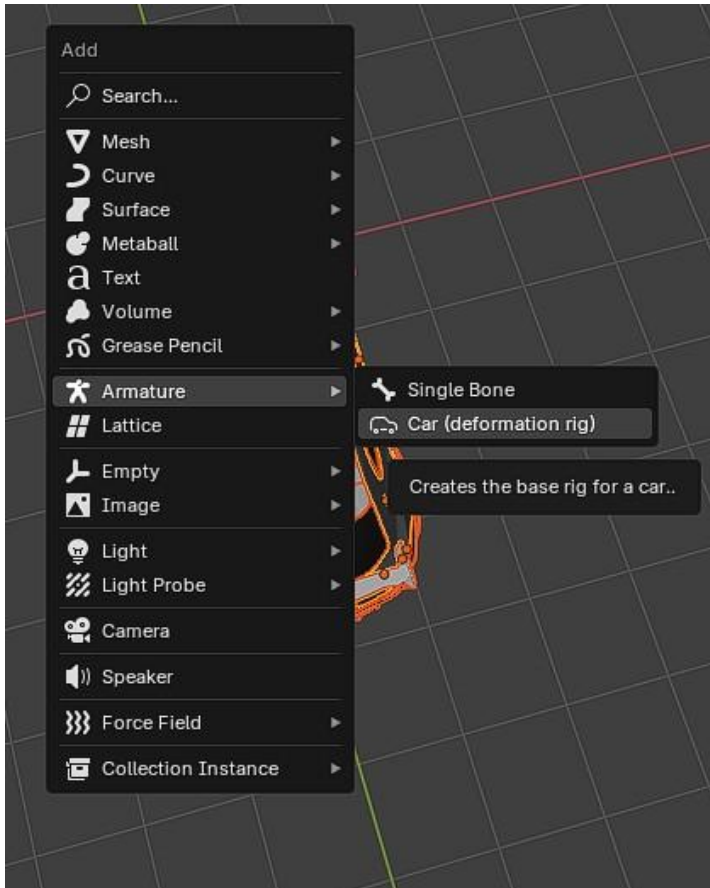 Add
Search...
Mesh
Curve
Surface
Metaball
Text
Volume
Grease Pencil
Armature
Single Bone
Lattice
Car (deformation rig)
Empty
Creates the base rig for a car..
Image
Light
Light Probe
Camera
Speaker
Force Field
Collection Instance